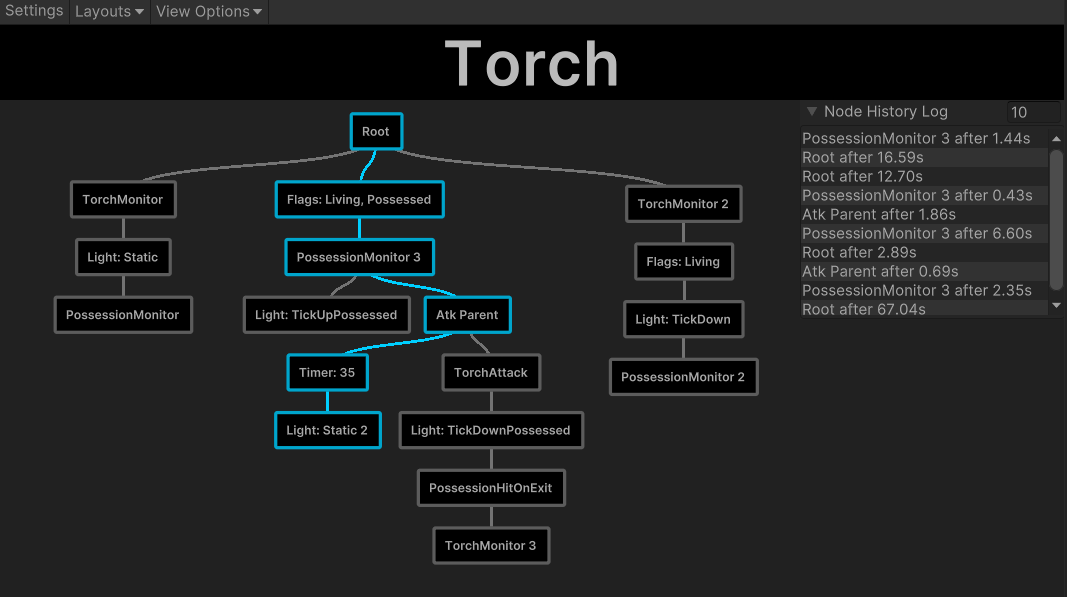 Settings
Layouts
View Options
Torch
Root
TorchMonitor
Flags: Living, Possessed
TorchMonitor 2
Light: Static
PossessionMonitor 3
Flags: Living
PossessionMonitor
Light: TickUpPossessed
Atk Parent
Light: TickDown
Timer: 35
TorchAttack
PossessionMonitor 2
Light: Static 2
Light: TickDownPossessed
PossessionHitOnExit
TorchMonitor 3
Node History Log
10
PossessionMonitor 3 after 1.44s
Root after 16.59s
Root after 12.70s
PossessionMonitor 3 after 0.43s
Atk Parent after 1.86s
PossessionMonitor 3 after 6.60s
Root after 2.89s
Atk Parent after 0.69s
PossessionMonitor 3 after 2.35s
Root after 67.04s